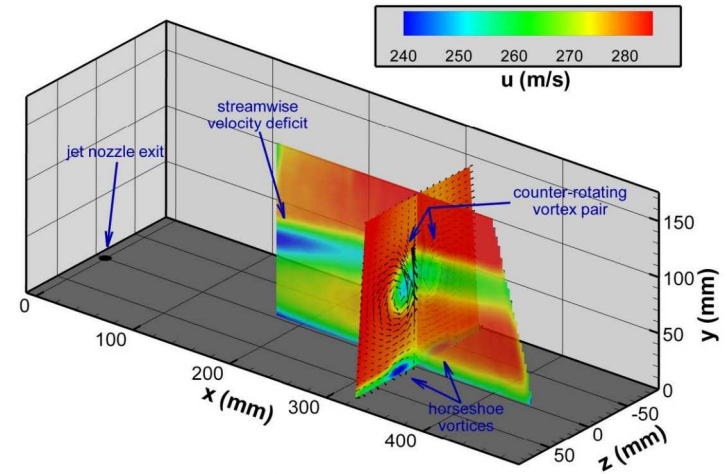 240 250 260 270 280
u (m/s)
streamwise
velocity deficit
jet nozzle exit
counter-rotating
vortex pair
150
100
50
0
y (mm)
0
100
200
300
400
x (mm)
horseshoe
vortices
-50
0
50
z (mm)